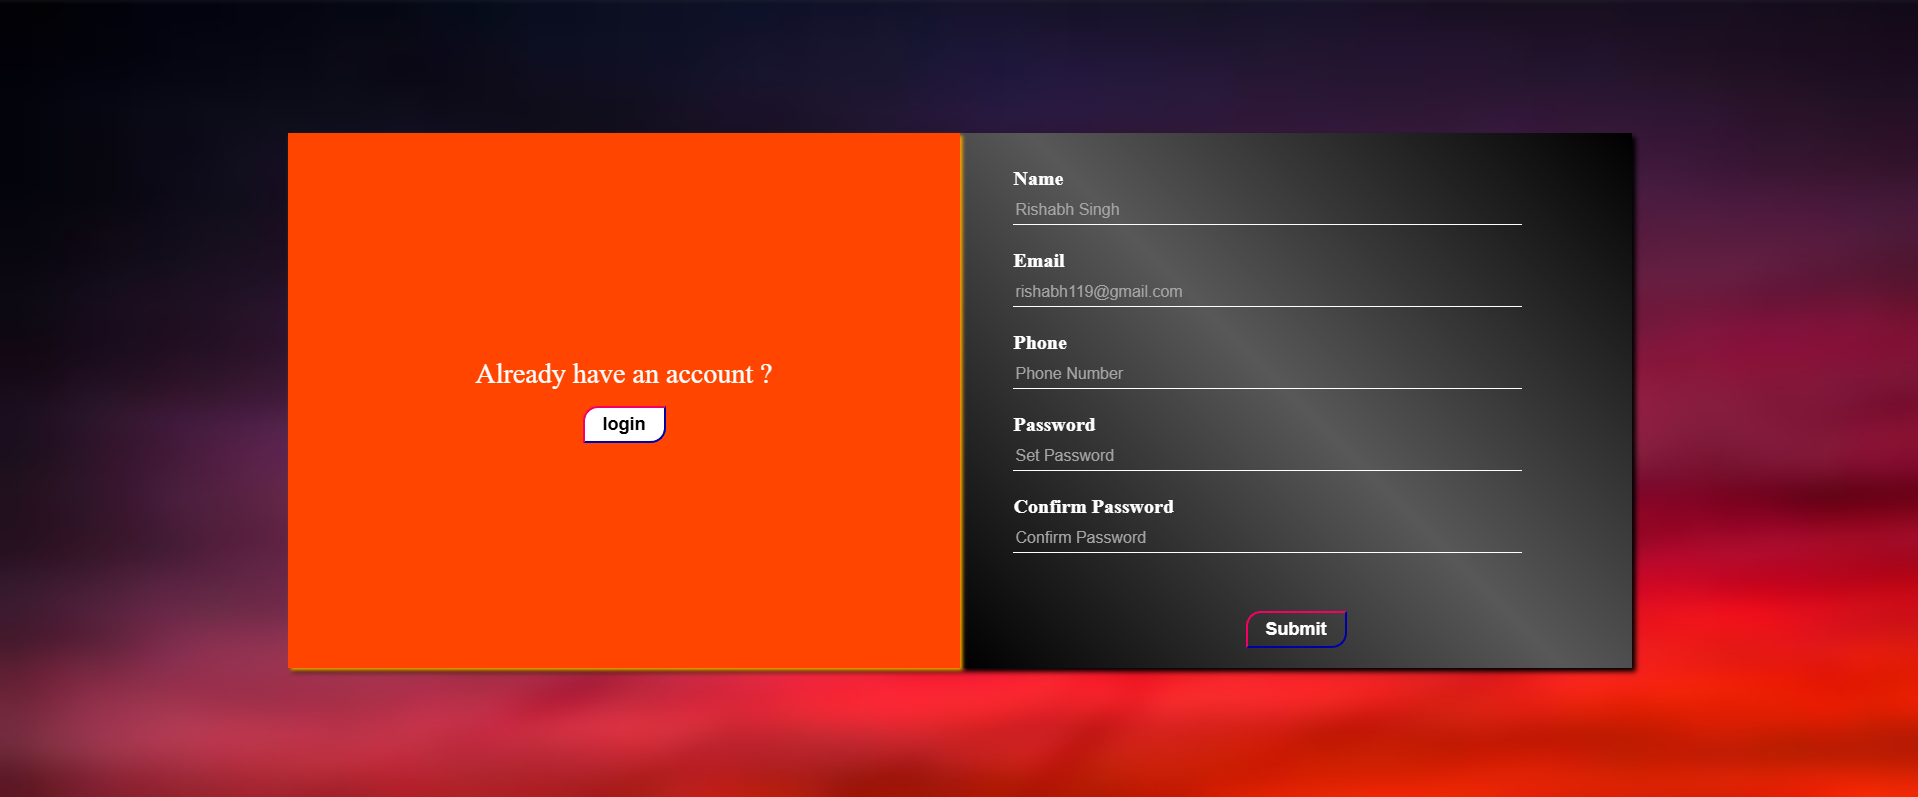 Already have an account ?
login
Name
Rishabh Singh
Email
rishabh119@gmail.com
Phone
Phone Number
Password
Set Password
Confirm Password
Confirm Password
Submit